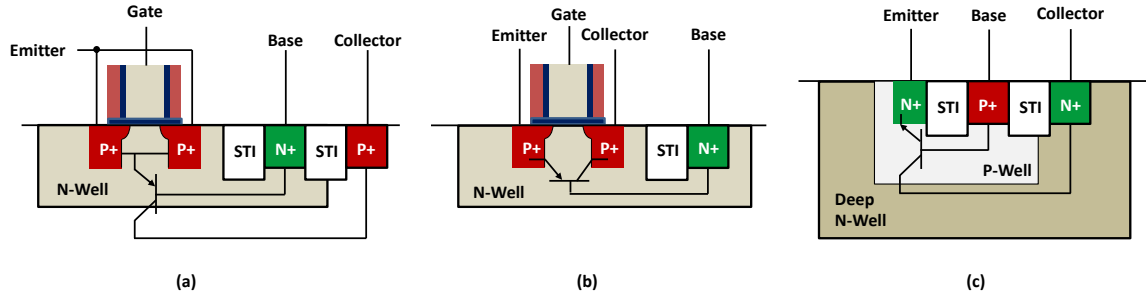 Gate
Emitter
Base
Collector
P+
P+
STI
N+
STI
P+
N-Well
(a)
Gate
Emitter
Collector
Base
P+
P+
STI
N+
N-Well
(b)
Emitter
Base
Collector
N+
STI
P+
STI
N+
P-Well
Deep
N-Well
(c)